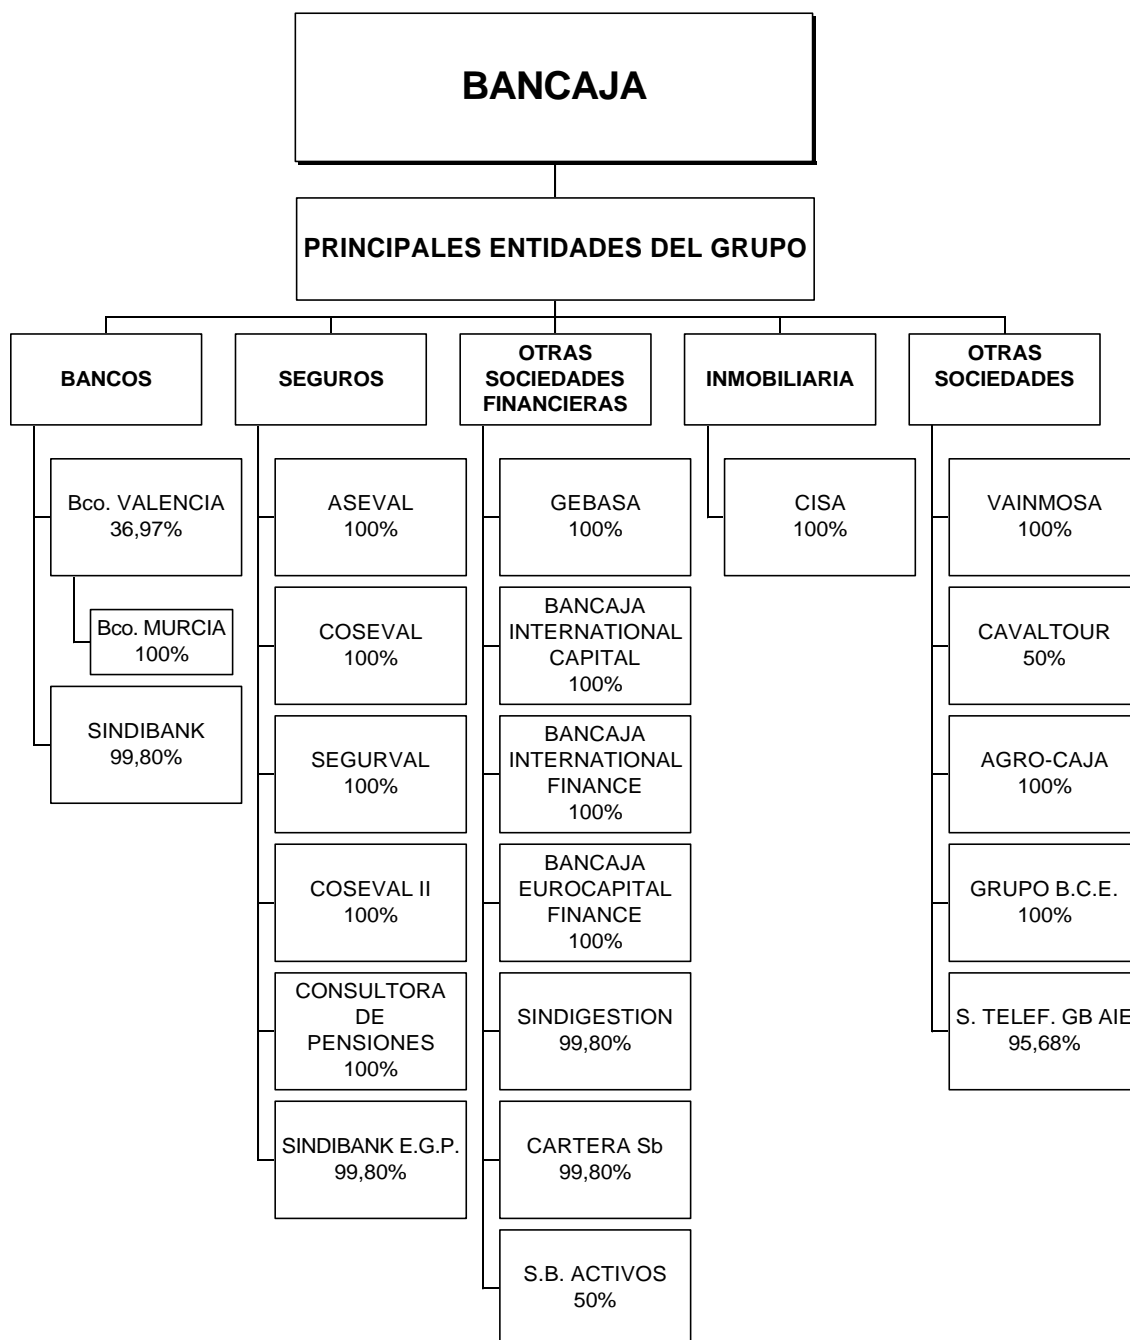 BANCAJA
PRINCIPALES ENTIDADES DEL GRUPO
BANCOS
Bco. VALENCIA
36,97%
Bco. MURCIA
100%
SINDIBANK
99,80%
SEGUROS
ASEVAL
100%
COSEVAL
100%
SEGURVAL
100%
COSEVAL II
100%
CONSULTORA
DE
PENSIONES
100%
SINDIBANK E.G.P.
99,80%
OTRAS
SOCIEDADES
FINANCIERAS
GEBASA
100%
BANCAJA
INTERNATIONAL
CAPITAL
100%
BANCAJA
INTERNATIONAL
FINANCE
100%
BANCAJA
EUROCAPITAL
FINANCE
100%
SINDIGESTION
99,80%
CARTERA Sb
99,80%
S.B. ACTIVOS
50%
INMOBILIARIA
CISA
100%
OTRAS
SOCIEDADES
VAINMOSA
100%
CAVALTOUR
50%
AGRO-CAJA
100%
GRUPO B.C.E.
100%
S. TELEF. GB AIE
95,68%